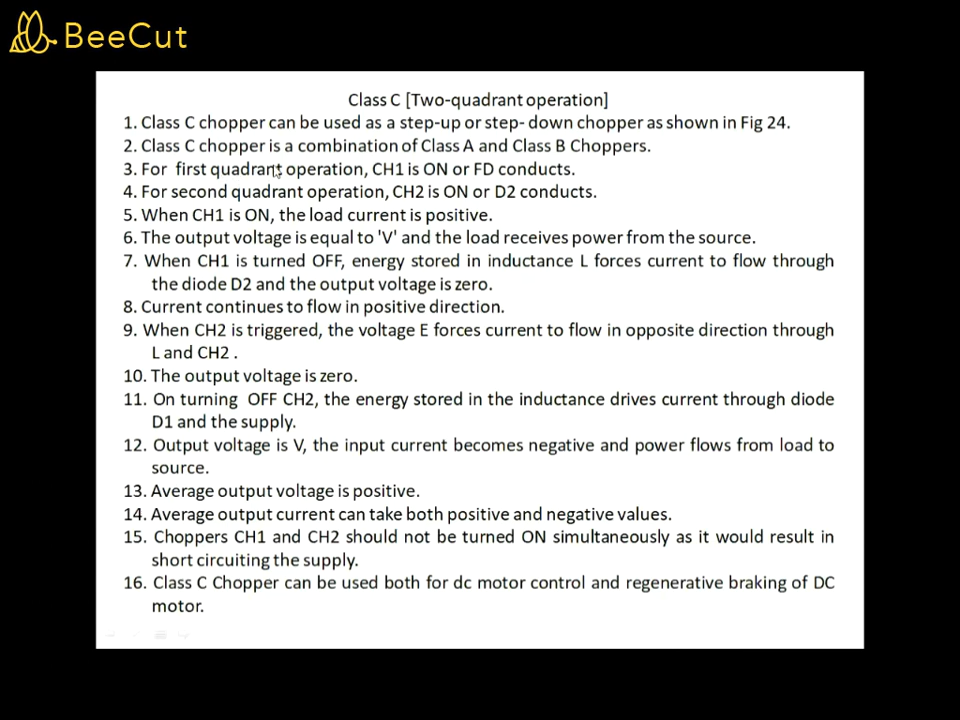 BeeCut
Class C [Two-quadrant operation]
1. Class C chopper can be used as a step-up or step- down chopper as shown in Fig 24.
2. Class C chopper is a combination of Class A and Class B Choppers.
3. For first quadrant operation, CH1 is ON or FD conducts.
4. For second quadrant operation, CH2 is ON or D2 conducts.
5. When CH1 is ON, the load current is positive.
6. The output voltage is equal to 'V' and the load receives power from the source.
7. When CH1 is turned OFF, energy stored in inductance L forces current to flow through
the diode D2 and the output voltage is zero.
8. Current continues to flow in positive direction.
9. When CH2 is triggered, the voltage E forces current to flow in opposite direction through
L and CH2 .
10. The output voltage is zero.
11. On turning OFF CH2, the energy stored in the inductance drives current through diode
D1 and the supply.
12. Output voltage is V, the input current becomes negative and power flows from load to
source.
13. Average output voltage is positive.
14. Average output current can take both positive and negative values.
15. Choppers CH1 and CH2 should not be turned ON simultaneously as it would result in
short circuiting the supply.
16. Class C Chopper can be used both for dc motor control and regenerative braking of DC
motor.